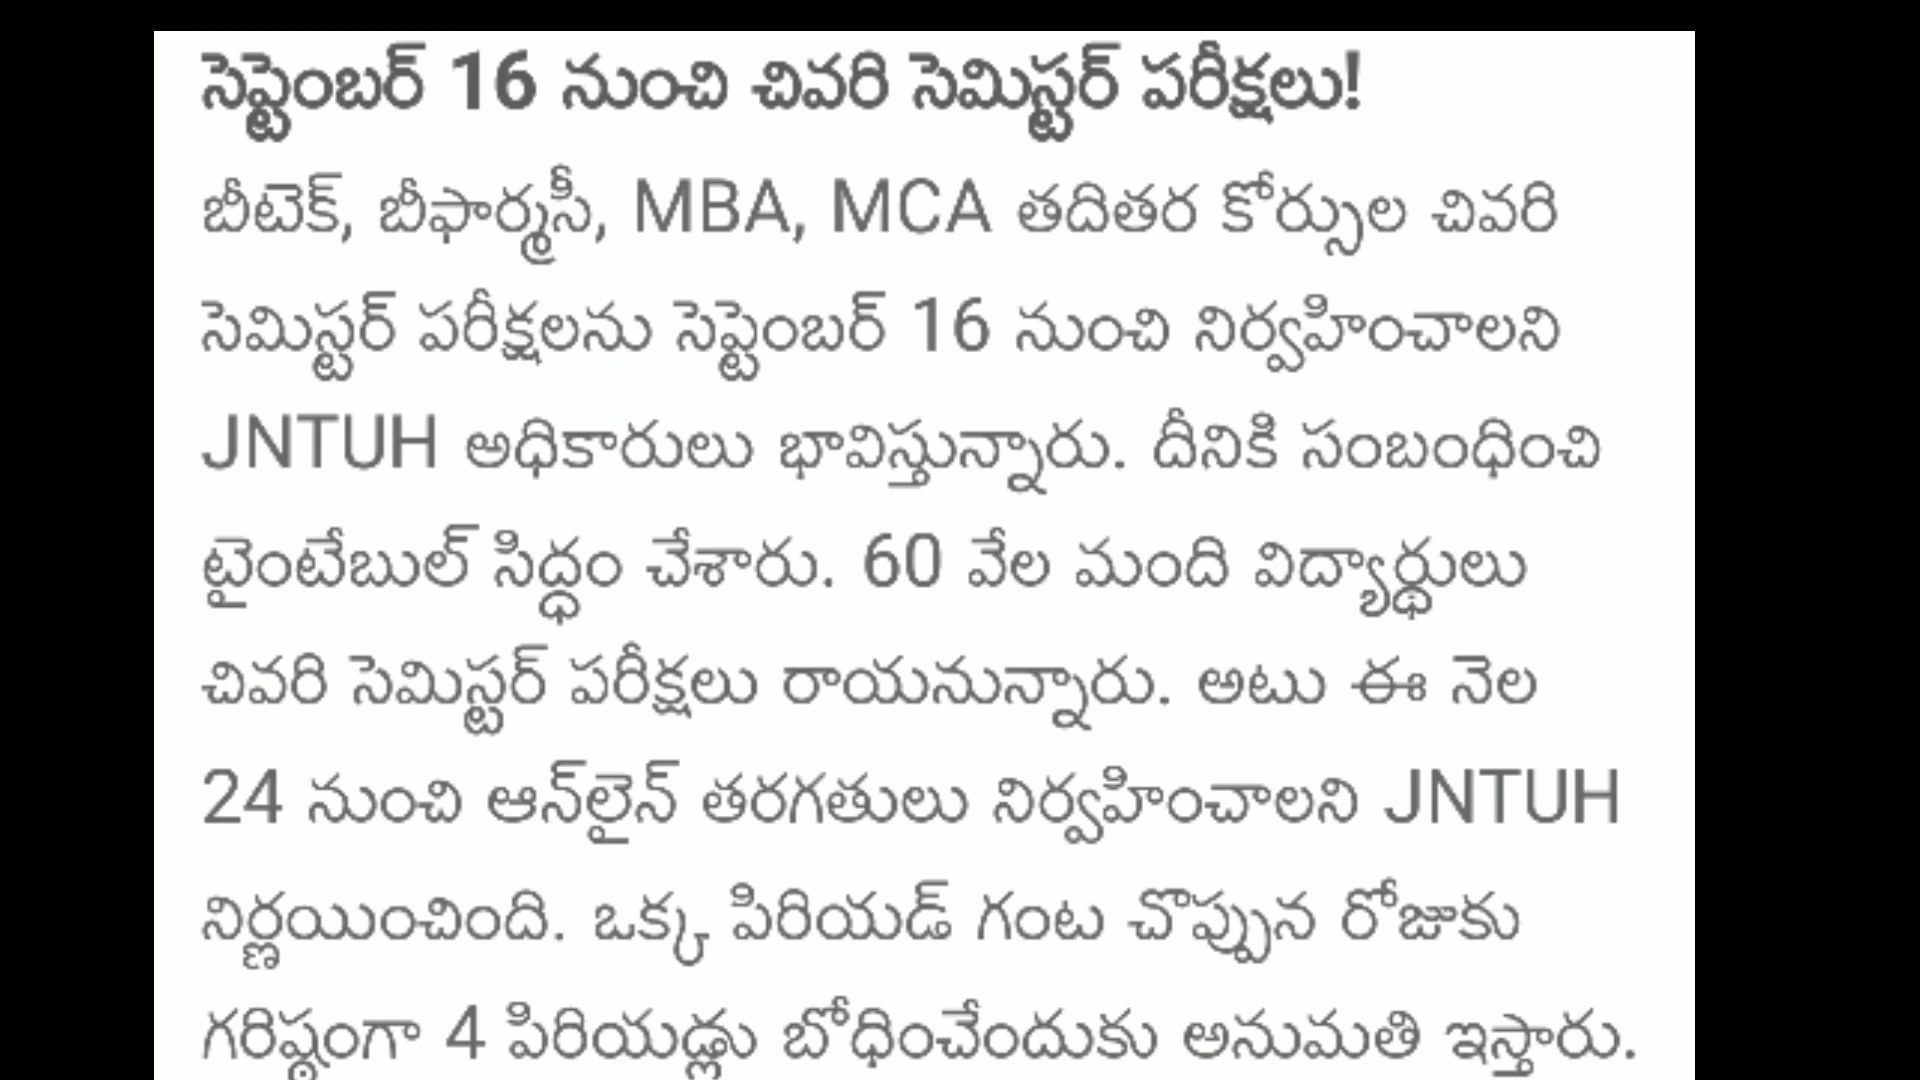 సెప్టెంబర్ 16 నుంచి చివరి సెమిస్టర్ పరీక్షలు!
బీటెక్, బీఫార్మసీ, MBA, MCA తదితర కోర్సుల చివరి
సెమిస్టర్ పరీక్షలను సెప్టెంబర్ 16 నుంచి నిర్వహించాలని
JNTUH అధికారులు భావిస్తున్నారు. దీనికి సంబంధించి
టైంటేబుల్ సిద్ధం చేశారు. 60 వేల మంది విద్యార్థులు
చివరి సెమిస్టర్ పరీక్షలు రాయనున్నారు. అటు ఈ నెల
24 నుంచి ఆన్‌లైన్ తరగతులు నిర్వహించాలని JNTUH
నిర్ణయించింది. ఒక్క పిరియడ్ గంట చొప్పున రోజుకు
గరిష్ఠంగా 4 పిరియడ్లు బోధించేందుకు అనుమతి ఇస్తారు.